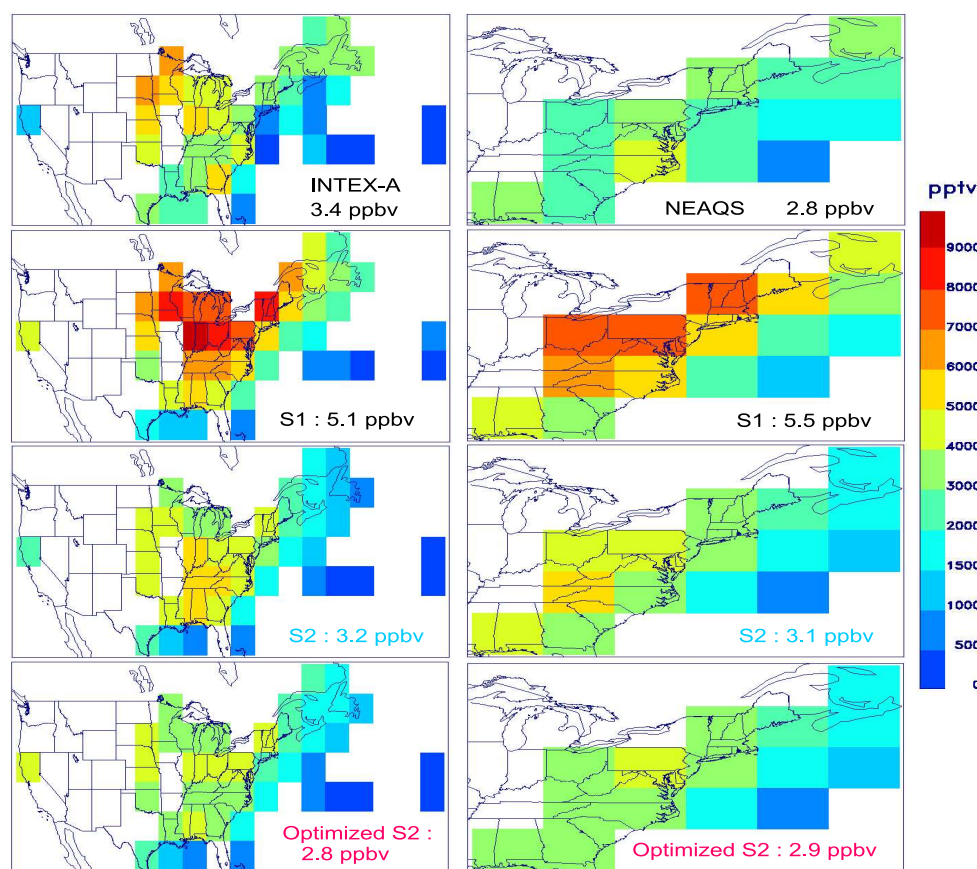 INTEX-A
3.4 ppbv
NEAQS 2.8 ppbv
pptv
9000
8000
7000
6000
5000
4000
3000
2000
1500
1000
500
0
S1 : 5.1 ppbv
S1 : 5.5 ppbv
S2 : 3.2 ppbv
S2 : 3.1 ppbv
Optimized S2 :
2.8 ppbv
Optimized S2 : 2.9 ppbv